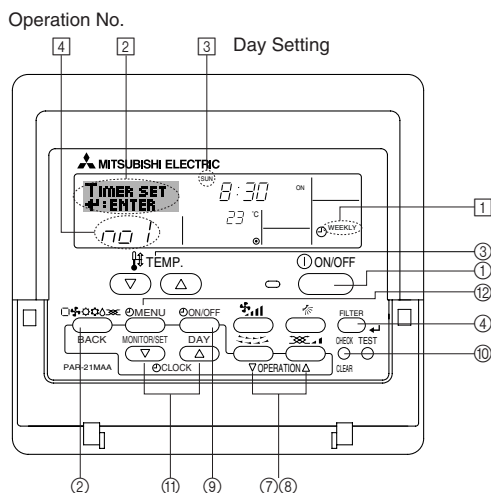 Operation No.
4 2 3 Day Setting
MITSUBISHI ELECTRIC
SUN
TIMER SET
↵:ENTER
8:30 ON
23 °C
no 1
WEEKLY
1
TEMP.
ON/OFF
③
①
▽ △
⑫
MENU ON/OFF FILTER
④
BACK MONITOR/SET DAY CHECK TEST
⑩
PAR-21MAA CLOCK ▽OPERATION△ CLEAR
② ⑪ ⑨ ⑦⑧